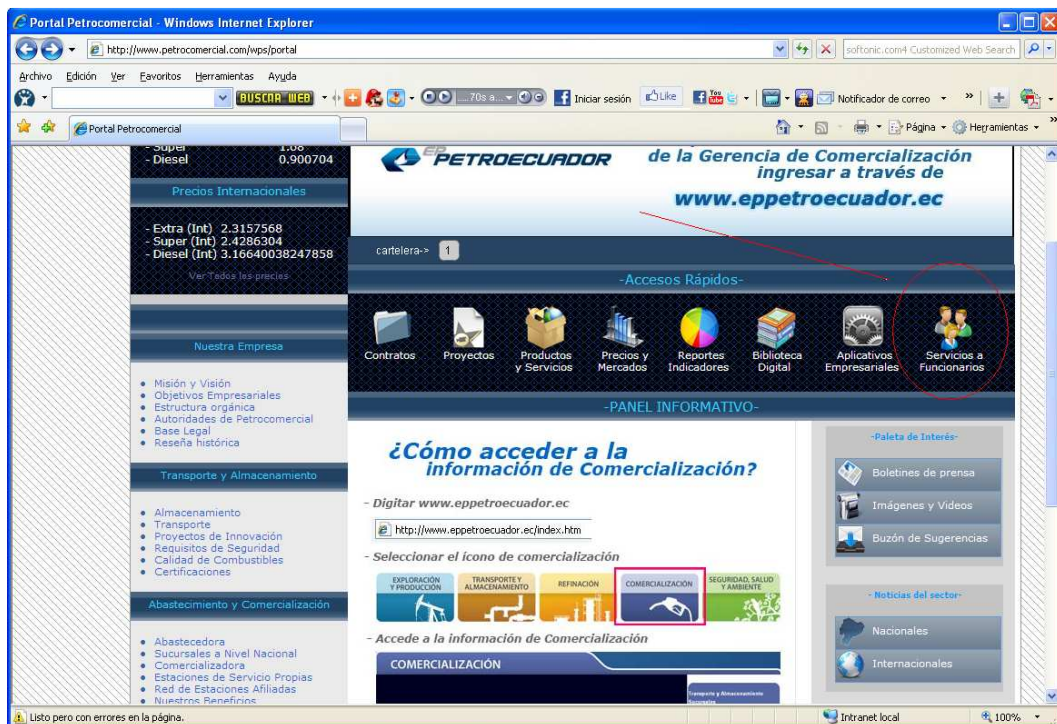 Portal Petrocomercial - Windows Internet Explorer
http://www.petrocomercial.com/wps/portal
softonic.com4 Customized Web Search
Archivo Edición Ver Favoritos Herramientas Ayuda
BUSCAR WEB
....70s a...
Iniciar sesión
Like
You Tube
Notificador de correo
Portal Petrocomercial
Página
Herramientas
- Super 1.68
- Diesel 0.900704
Precios Internacionales
- Extra (Int) 2.3157568
- Super (Int) 2.4286304
- Diesel (Int) 3.16640038247858
Ver Todos los precios
Nuestra Empresa
Misión y Visión
Objetivos Empresariales
Estructura orgánica
Autoridades de Petrocomercial
Base Legal
Reseña histórica
Transporte y Almacenamiento
Almacenamiento
Transporte
Proyectos de Innovación
Requisitos de Seguridad
Calidad de Combustibles
Certificaciones
Abastecimiento y Comercialización
Abastecedora
Sucursales a Nivel Nacional
Comercializadora
Estaciones de Servicio Propias
Red de Estaciones Afiliadas
Nuestros Beneficios
EP PETROECUADOR
de la Gerencia de Comercialización
ingresar a través de
www.eppetroecuador.ec
cartelera-> 1
-Accesos Rápidos-
Contratos
Proyectos
Productos
y Servicios
Precios y
Mercados
Reportes
Indicadores
Biblioteca
Digital
Aplicativos
Empresariales
Servicios a
Funcionarios
-PANEL INFORMATIVO-
¿Cómo acceder a la
información de Comercialización?
- Digitar www.eppetroecuador.ec
http://www.eppetroecuador.ec/index.htm
- Seleccionar el ícono de comercialización
EXPLORACIÓN
Y PRODUCCIÓN
TRANSPORTE Y
ALMACENAMIENTO
REFINACIÓN
COMERCIALIZACIÓN
SEGURIDAD, SALUD
Y AMBIENTE
- Accede a la información de Comercialización
COMERCIALIZACIÓN
Transporte y Almacenamiento
Sucursales
-Paleta de Interés-
Boletines de prensa
Imágenes y Videos
Buzón de Sugerencias
- Noticias del sector-
Nacionales
Internacionales
Listo pero con errores en la página.
Intranet local
100%